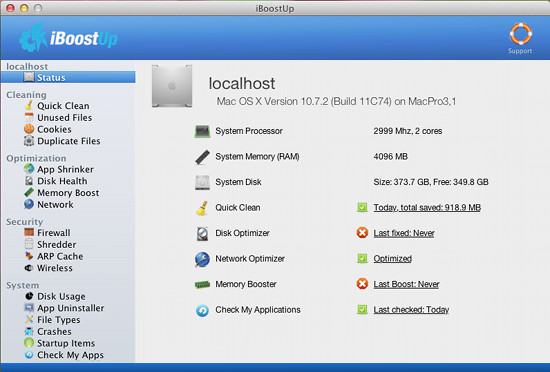 iBoostUp
iBoostUp
Support
localhost
Status
Cleaning
Quick Clean
Unused Files
Cookies
Duplicate Files
Optimization
App Shrinker
Disk Health
Memory Boost
Network
Security
Firewall
Shredder
ARP Cache
Wireless
System
Disk Usage
App Uninstaller
File Types
Crashes
Startup Items
Check My Apps
localhost
Mac OS X Version 10.7.2 (Build 11C74) on MacPro3,1
System Processor 2999 Mhz, 2 cores
System Memory (RAM) 4096 MB
System Disk Size: 373.7 GB, Free: 349.8 GB
Quick Clean Today, total saved: 918.9 MB
Disk Optimizer Last fixed: Never
Network Optimizer Optimized
Memory Booster Last Boost: Never
Check My Applications Last checked: Today